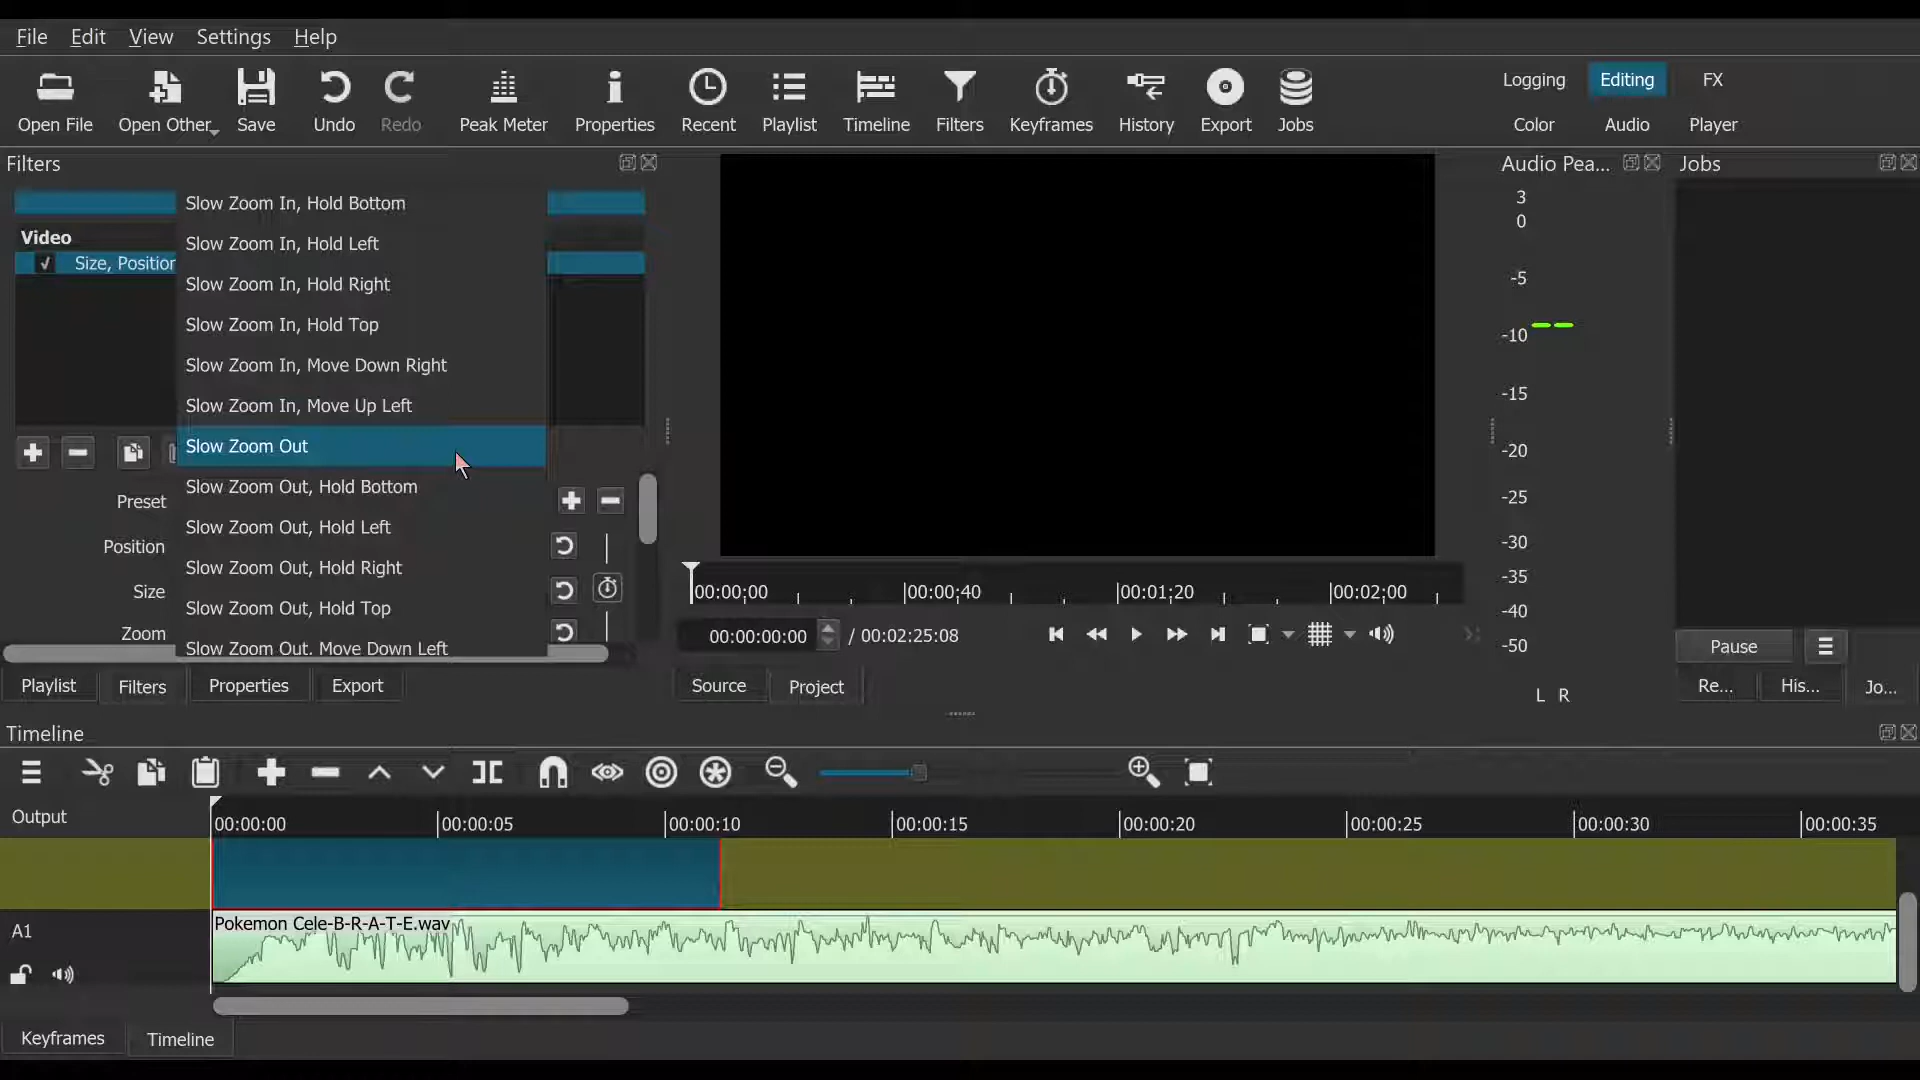 File Edit View Settings Help
Open File Open Other Save Undo Redo Peak Meter Properties Recent Playlist Timeline Filters Keyframes History Export Jobs
Logging Editing FX
Color Audio Player
Filters
Audio Pea...
Jobs
Slow Zoom In, Hold Bottom
Video
Slow Zoom In, Hold Left
Size, Position
Slow Zoom In, Hold Right
Slow Zoom In, Hold Top
Slow Zoom In, Move Down Right
Slow Zoom In, Move Up Left
Slow Zoom Out
Slow Zoom Out, Hold Bottom
Preset
Slow Zoom Out, Hold Left
Position
Slow Zoom Out, Hold Right
Size
Slow Zoom Out, Hold Top
Zoom
Slow Zoom Out, Move Down Left
3
0
-5
-10
-15
-20
-25
-30
-35
-40
-50
L R
00:00:00 00:00:40 00:01:20 00:02:00
00:00:00:00 / 00:02:25:08
Pause
Playlist Filters Properties Export
Source Project
Re... His... Jo...
Timeline
Output
00:00:00 00:00:05 00:00:10 00:00:15 00:00:20 00:00:25 00:00:30 00:00:35
Pokemon Cele-B-R-A-T-E.wav
A1
Keyframes Timeline